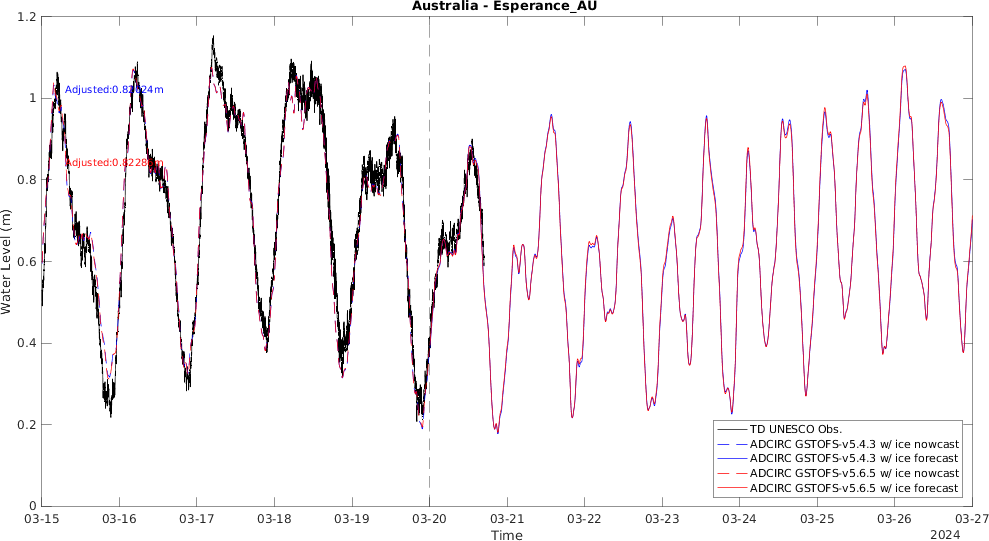 Australia - Esperance_AU
1.2
1
0.8
0.6
0.4
0.2
0
Water Level (m)
Adjusted:0.82824m
03-15
03-16
03-17
03-18
03-19
03-20
03-21
03-22
03-23
03-24
03-25
03-26
03-27
Time
2024
TD UNESCO Obs.
ADCIRC GSTOFS-v5.4.3 w/ ice nowcast
ADCIRC GSTOFS-v5.4.3 w/ ice forecast
ADCIRC GSTOFS-v5.6.5 w/ ice nowcast
ADCIRC GSTOFS-v5.6.5 w/ ice forecast